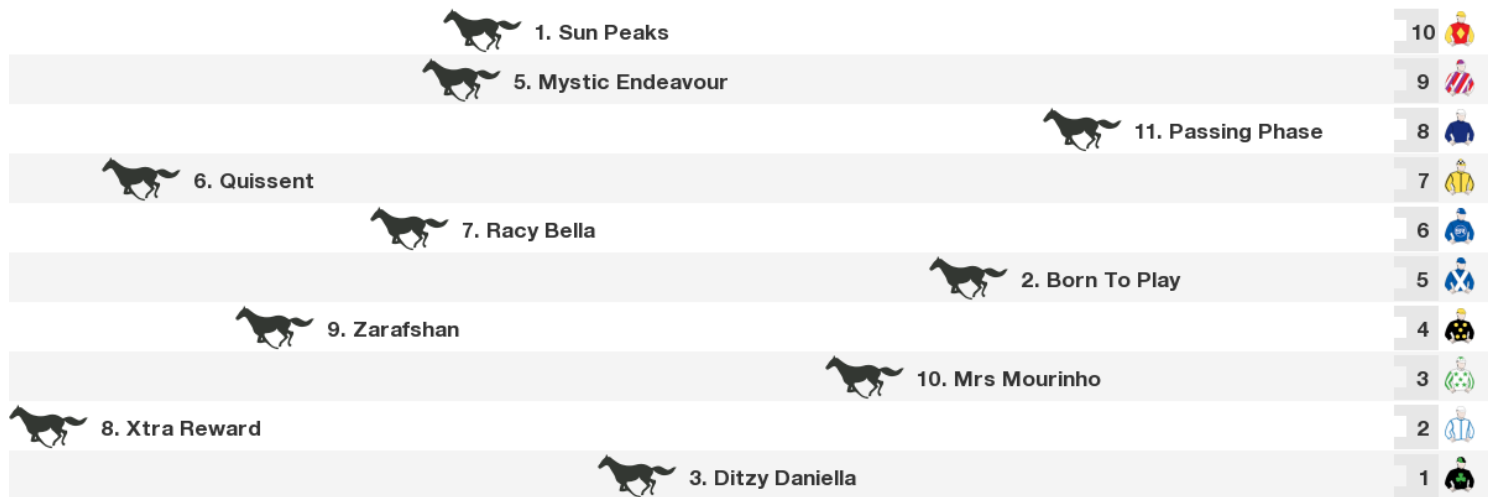 1. Sun Peaks 10
5. Mystic Endeavour 9
11. Passing Phase 8
6. Quissent 7
7. Racy Bella 6
2. Born To Play 5
9. Zarafshan 4
10. Mrs Mourinho 3
8. Xtra Reward 2
3. Ditzy Daniella 1